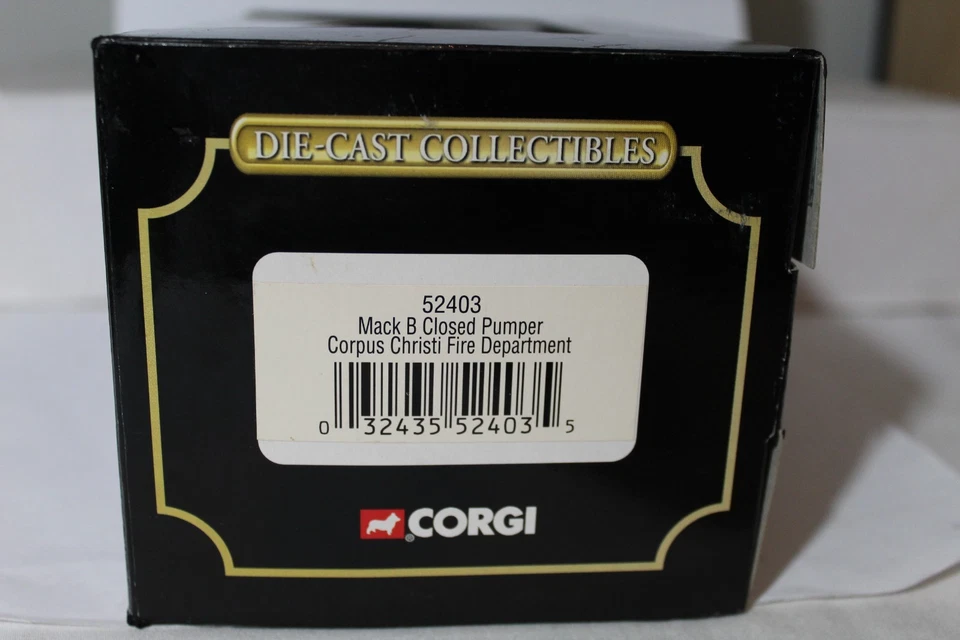 DIE-CAST COLLECTIBLES
52403
Mack B Closed Pumper
Corpus Christi Fire Department
0 32435 52403 5
®CORGI